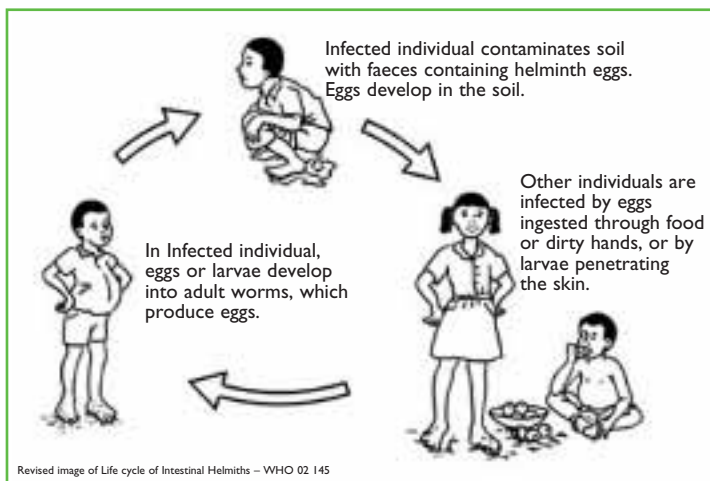 Infected individual contaminates soil
with faeces containing helminth eggs.
Eggs develop in the soil.
Other individuals are
infected by eggs
ingested through food
or dirty hands, or by
larvae penetrating
the skin.
In Infected individual,
eggs or larvae develop
into adult worms, which
produce eggs.
Revised image of Life cycle of Intestinal Helmiths – WHO 02 145